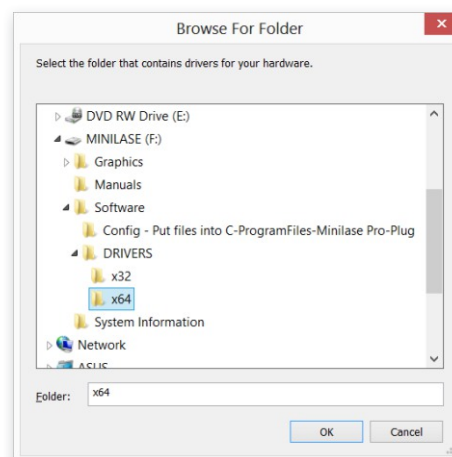 Browse For Folder
Select the folder that contains drivers for your hardware.
DVD RW Drive (E:)
MINILASE (F:)
Graphics
Manuals
Software
Config - Put files into C-ProgramFiles-Minilase Pro-Plug
DRIVERS
x32
x64
System Information
Network
ASUS
Folder: x64
OK Cancel